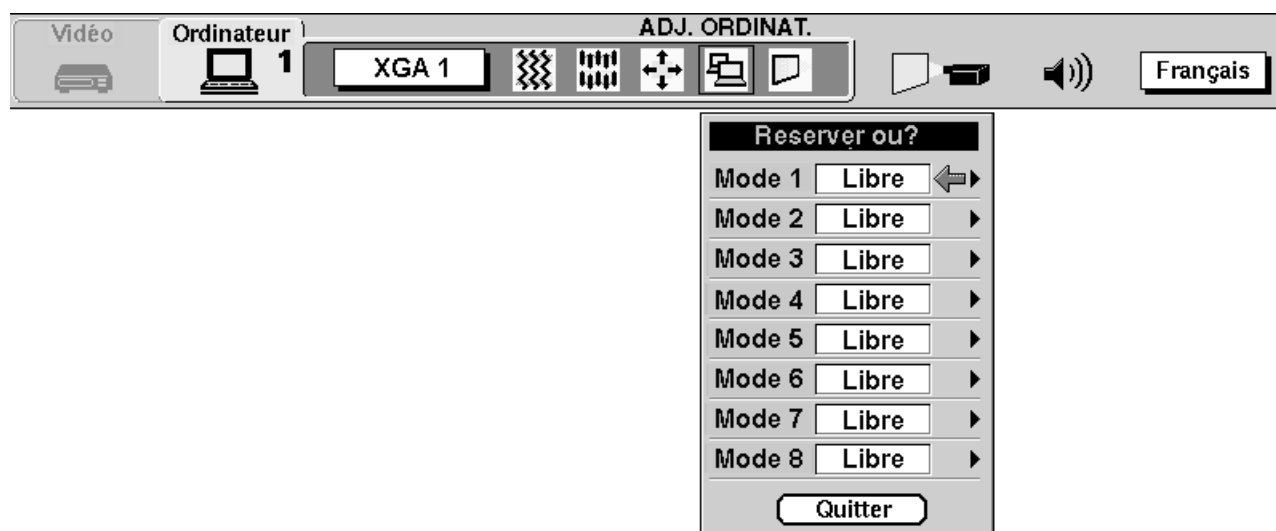 Vidéo
Ordinateur
1
ADJ. ORDINAT.
XGA 1
Français
Reserver ou?
Mode 1 Libre
Mode 2 Libre
Mode 3 Libre
Mode 4 Libre
Mode 5 Libre
Mode 6 Libre
Mode 7 Libre
Mode 8 Libre
Quitter